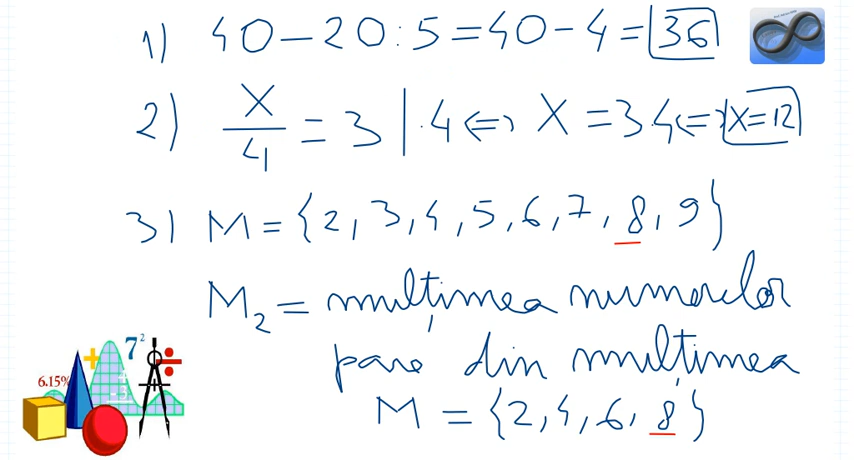 1) 40 – 20 : 5 = 40 – 4 = 36
2) x/4 = 3 | · 4 ⇔ x = 3 · 4 ⇔ x = 12
3) M = {2, 3, 4, 5, 6, 7, 8, 9}
M₂ = mulțimea numerelor
pare din mulțimea
M = {2, 4, 6, 8}
7²
6.15%